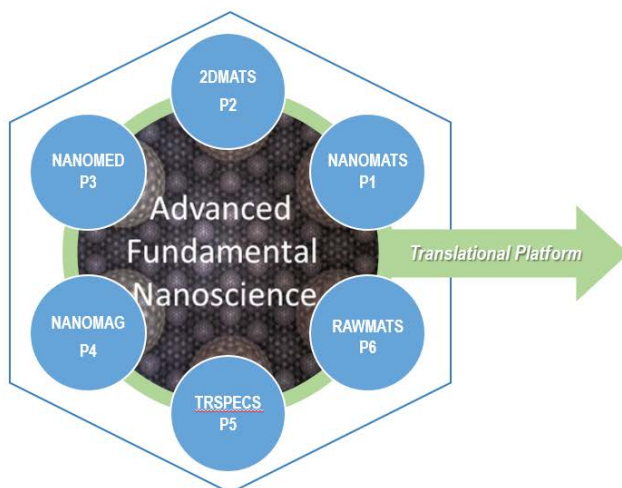 2DMATS
P2
NANOMED
P3
NANOMATS
P1
Advanced
Fundamental
Nanoscience
Translational Platform
NANOMAG
P4
RAWMATS
P6
TRSPECS
P5